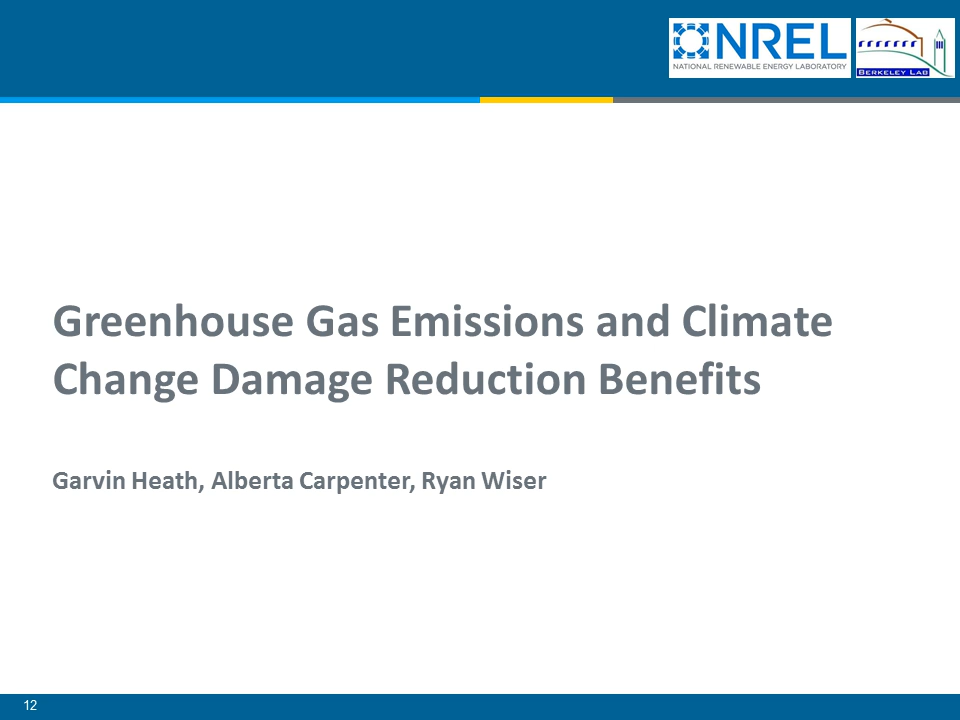 NREL
NATIONAL RENEWABLE ENERGY LABORATORY
BERKELEY LAB
Greenhouse Gas Emissions and Climate
Change Damage Reduction Benefits
Garvin Heath, Alberta Carpenter, Ryan Wiser
12